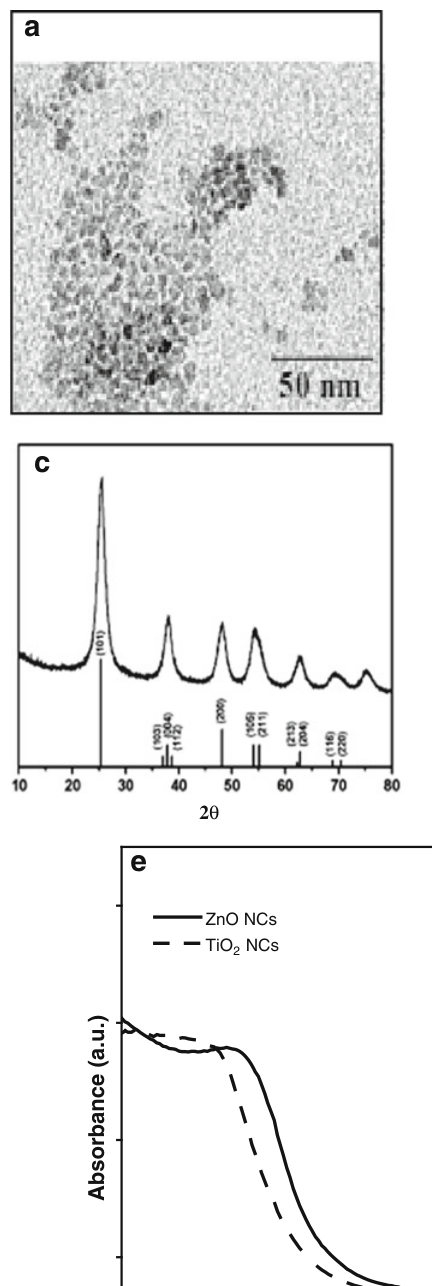 a
50 nm
c
(101)
(103)
(004)
(112)
(200)
(105)
(211)
(213)
(204)
(116)
(220)
10 20 30 40 50 60 70 80
2θ
e
ZnO NCs
TiO₂ NCs
Absorbance (a.u.)